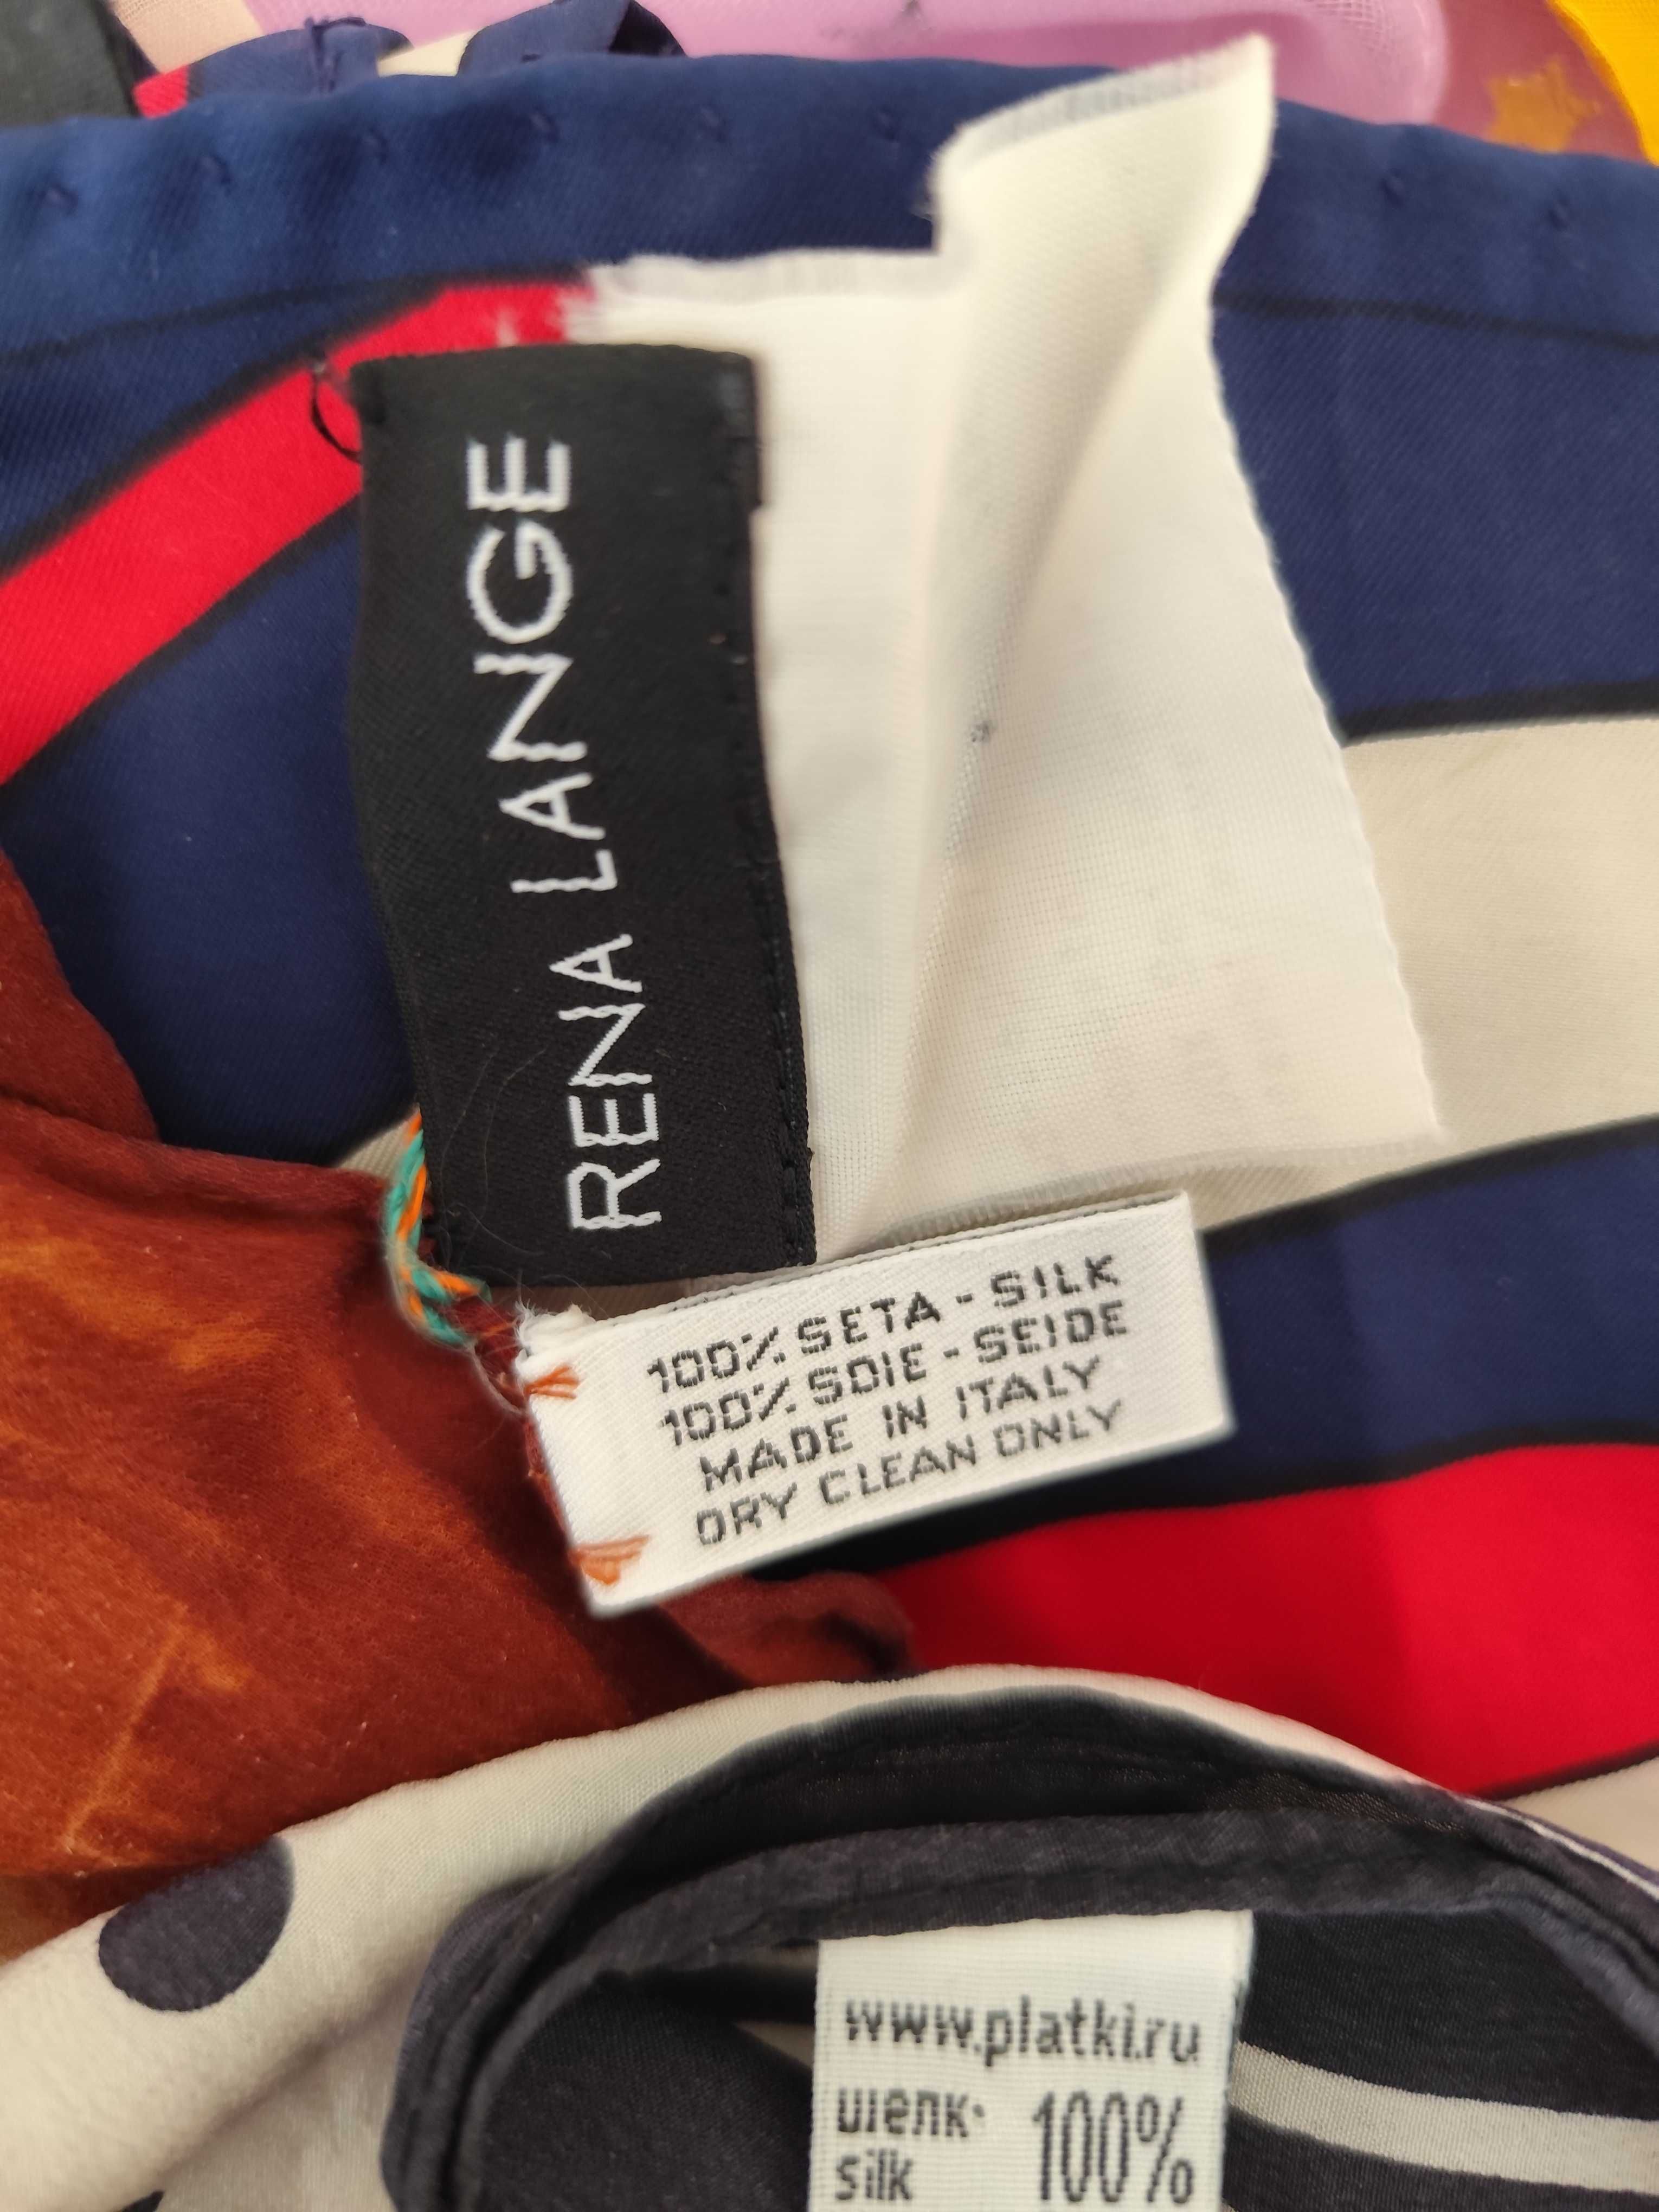 RENA LANGE
100% SETA - SILK
100% SOIE - SEIDE
MADE IN ITALY
DRY CLEAN ONLY
www.platki.ru
шелк· 100%
silk